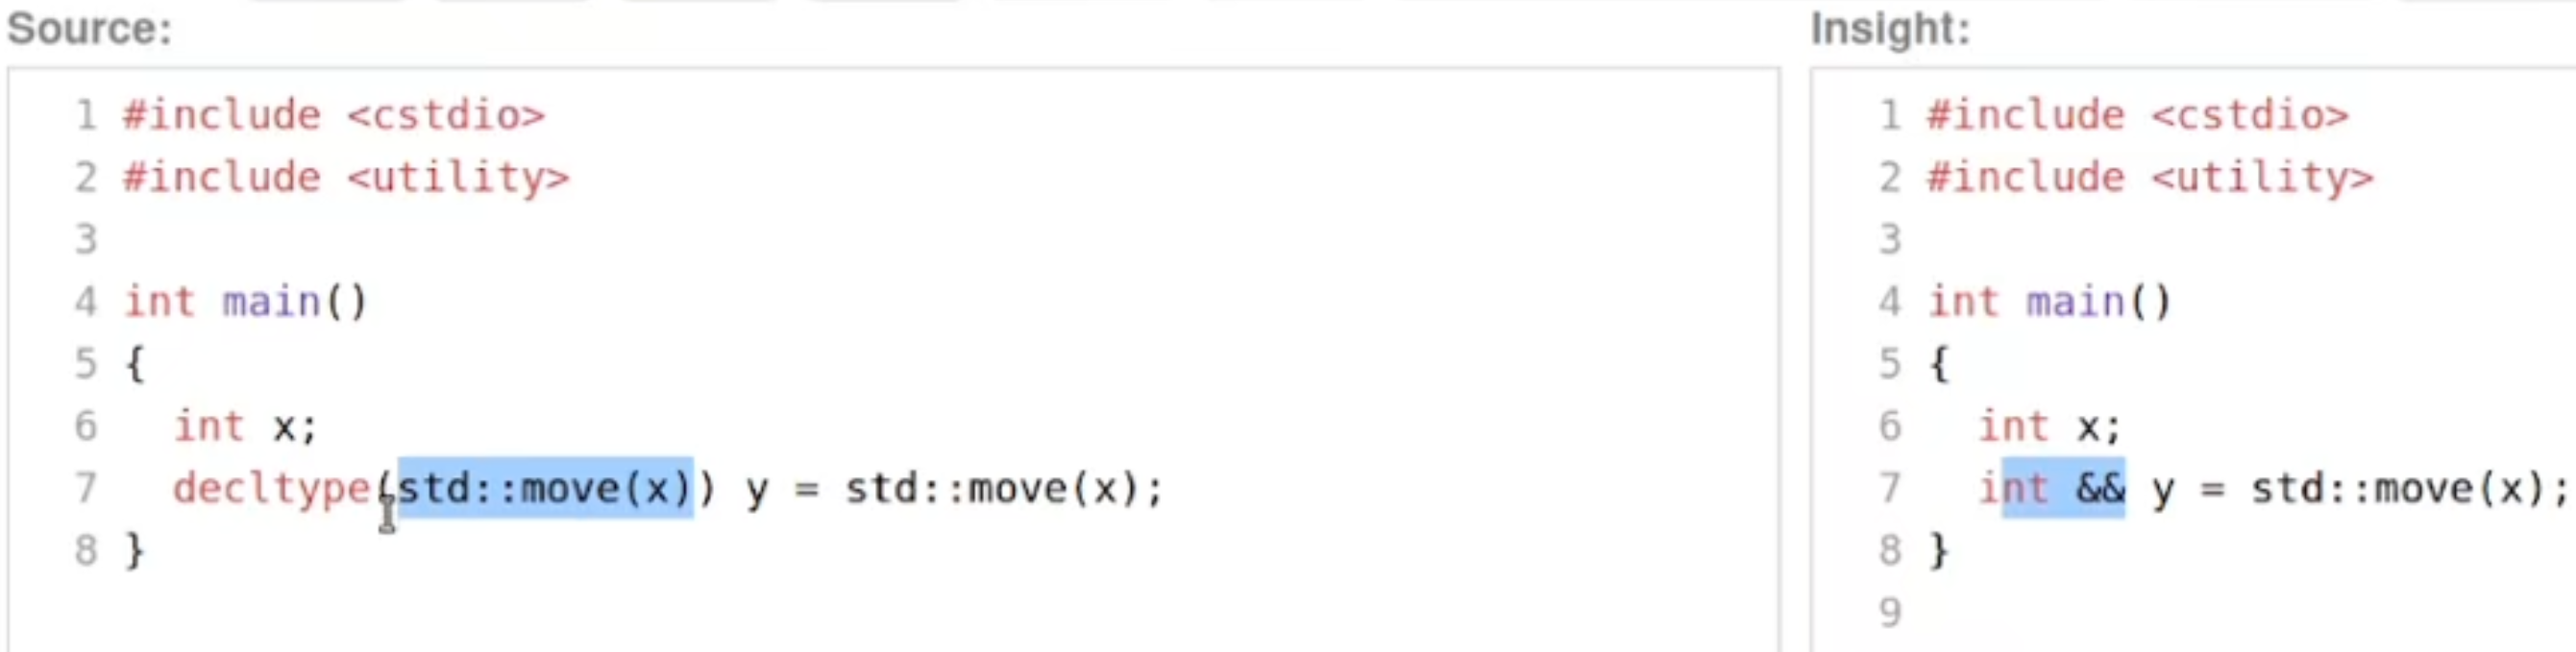 Source:
1 #include <cstdio>
2 #include <utility>
3
4 int main()
5 {
6   int x;
7   decltype(std::move(x)) y = std::move(x);
8 }
Insight:
1 #include <cstdio>
2 #include <utility>
3
4 int main()
5 {
6   int x;
7   int && y = std::move(x);
8 }
9